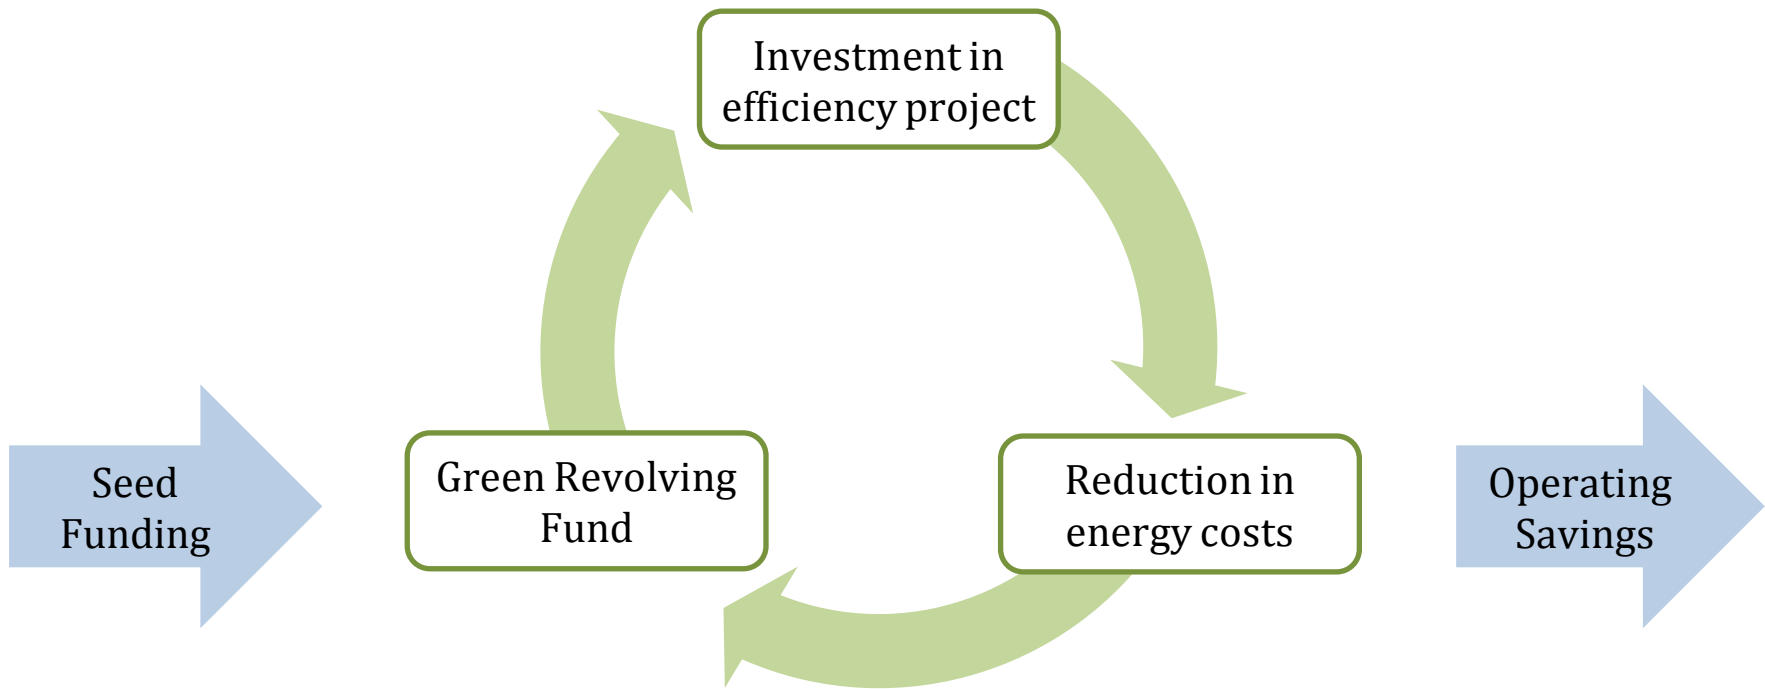 Investment in
efficiency project
Seed
Funding
Green Revolving
Fund
Reduction in
energy costs
Operating
Savings